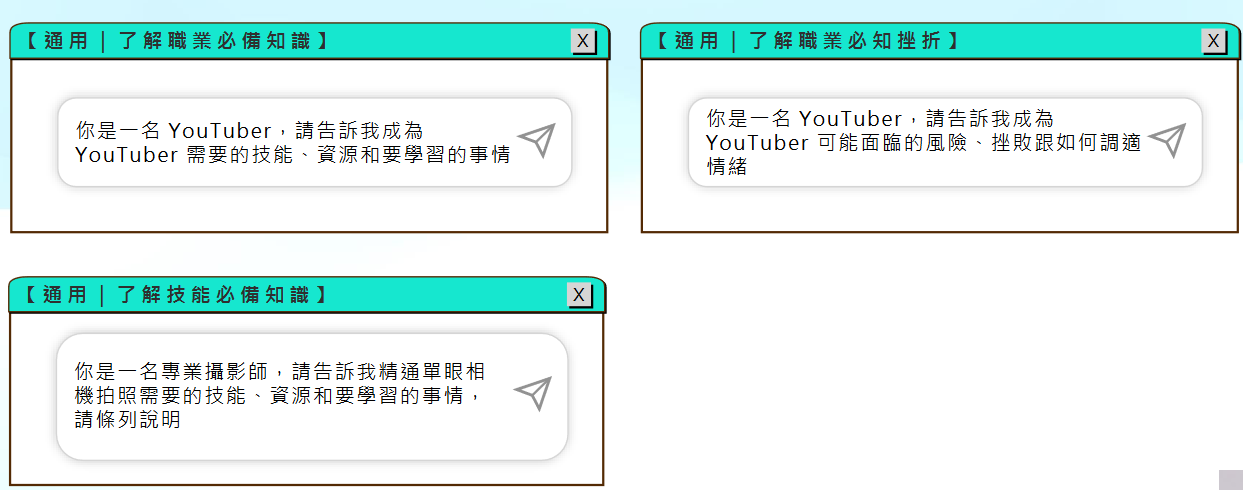 【通用｜了解職業必備知識】
X
你是一名 YouTuber，請告訴我成為
YouTuber 需要的技能、資源和要學習的事情
【通用｜了解職業必知挫折】
X
你是一名 YouTuber，請告訴我成為
YouTuber 可能面臨的風險、挫敗跟如何調適
情緒
【通用｜了解技能必備知識】
X
你是一名專業攝影師，請告訴我精通單眼相
機拍照需要的技能、資源和要學習的事情，
請條列說明